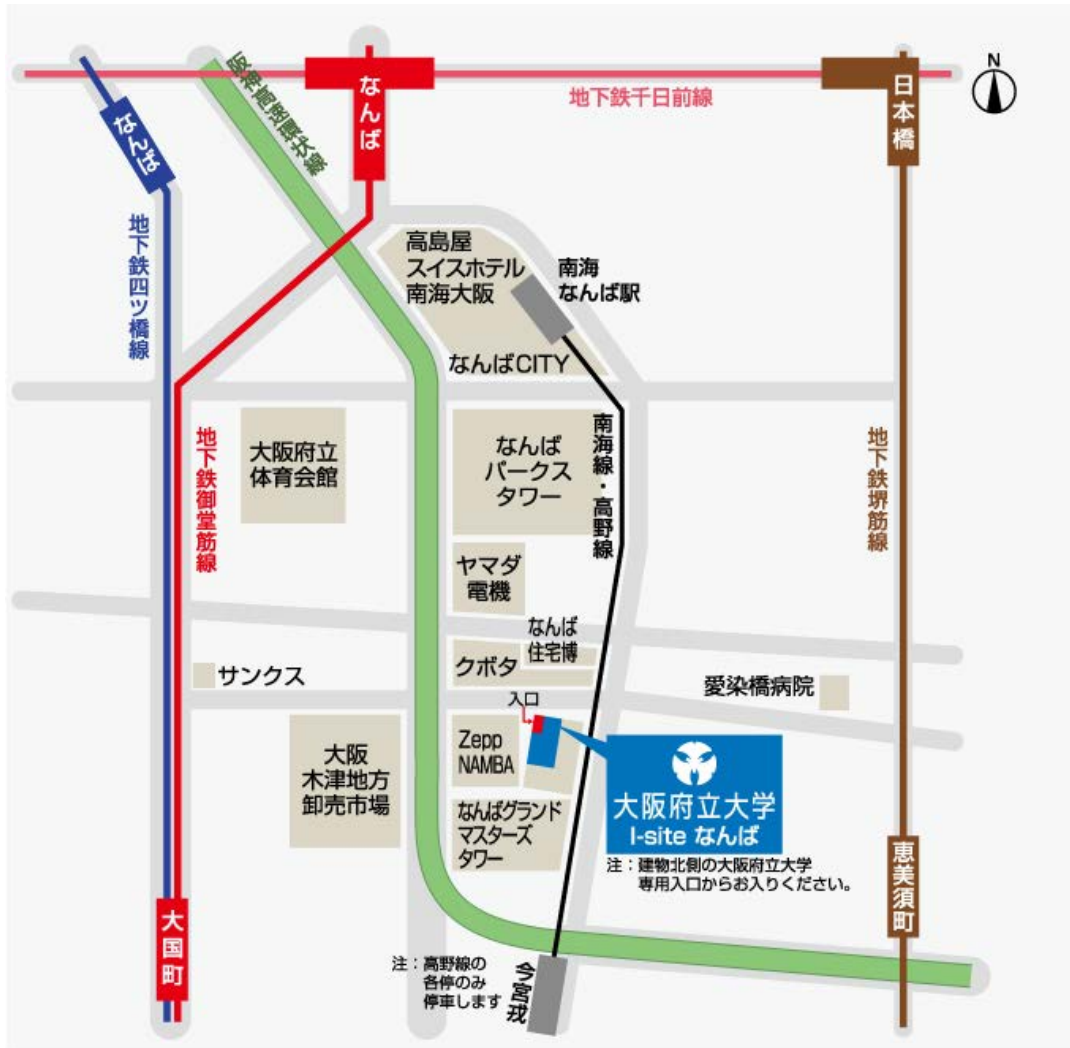 N
なんば
なんば
日本橋
阪神高速環状線
地下鉄千日前線
地下鉄四ツ橋線
高島屋
スイスホテル
南海大阪
南海
なんば駅
なんばCITY
地下鉄御堂筋線
大阪府立
体育会館
なんば
パークス
タワー
南海線・高野線
地下鉄堺筋線
ヤマダ
電機
なんば
住宅博
クボタ
サンクス
愛染橋病院
入口
大阪
木津地方
卸売市場
Zepp
NAMBA
大阪府立大学
I-site なんば
なんばグランド
マスターズ
タワー
注：建物北側の大阪府立大学
専用入口からお入りください。
恵美須町
大国町
注：高野線の
各停のみ
停車します
今宮戎